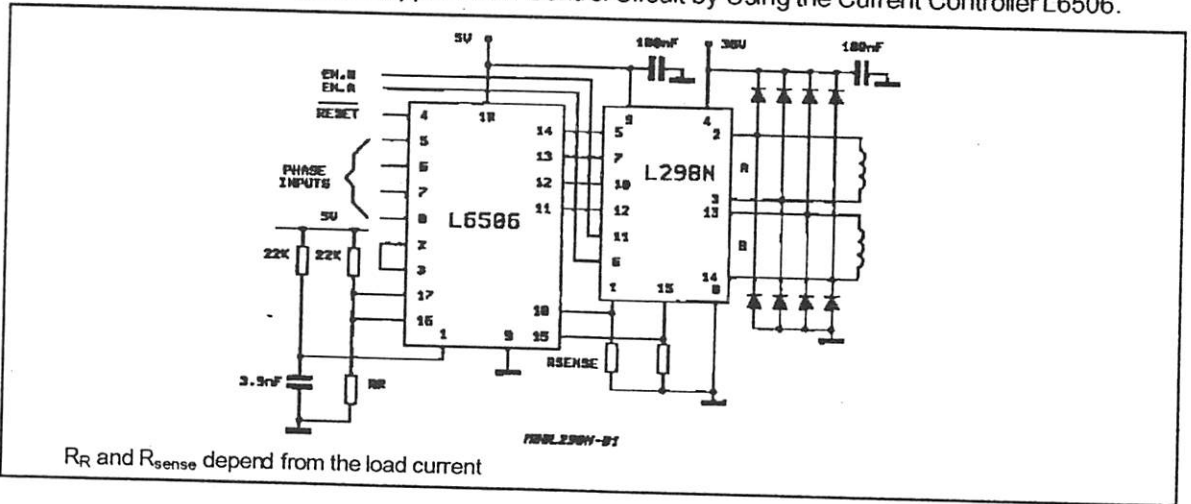 Circuit by Using the Current Controller L6506.
5V 100nF 36V 100nF
EN.B
EN.A
RESET 4 18 9 4
5 14 5 2
PHASE 6 13 7 L298N A
INPUTS 7 12 10 3
8 L6506 11 12 13
5V 2 11 B
22K 22K 3 6 14
17 1 15 8
16 10
1 9 15
RSENSE
3.9nF RR
RR and Rsense depend from the load current